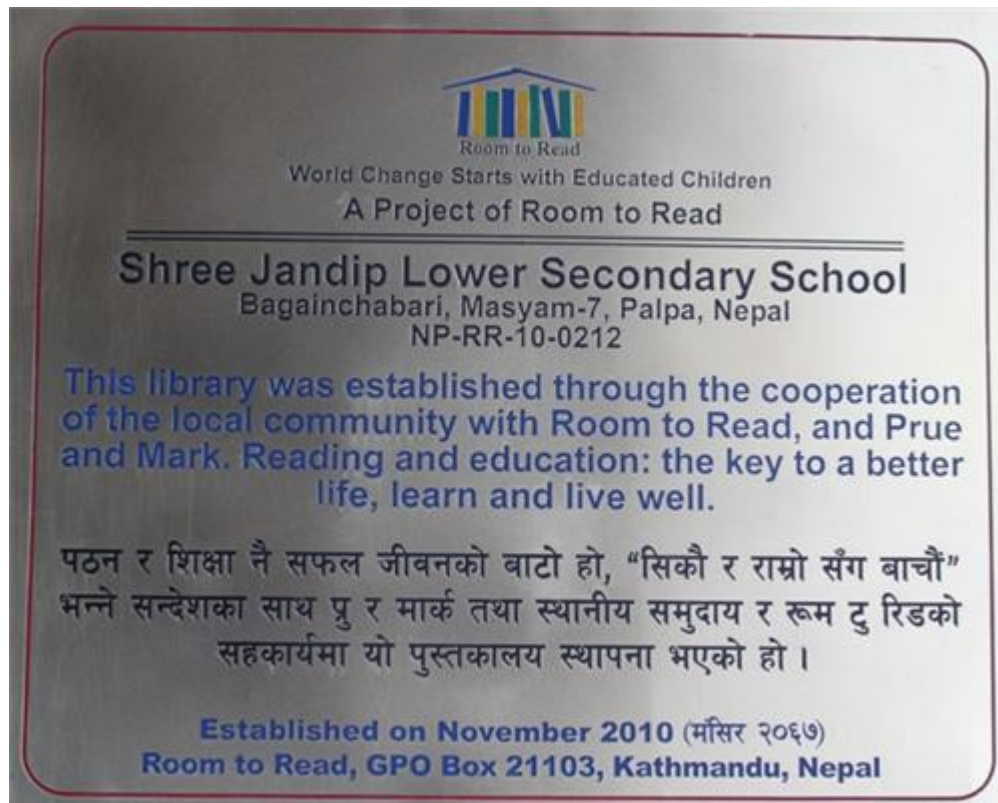 Room to Read
World Change Starts with Educated Children
A Project of Room to Read
Shree Jandip Lower Secondary School
Bagainchabari, Masyam-7, Palpa, Nepal
NP-RR-10-0212
This library was established through the cooperation
of the local community with Room to Read, and Prue
and Mark. Reading and education: the key to a better
life, learn and live well.
पठन र शिक्षा नै सफल जीवनको बाटो हो, “सिकौ र राम्रो सँग बाचौं”
भन्ने सन्देशका साथ प्रु र मार्क तथा स्थानीय समुदाय र रूम टु रिडको
सहकार्यमा यो पुस्तकालय स्थापना भएको हो ।
Established on November 2010 (मंसिर २०६७)
Room to Read, GPO Box 21103, Kathmandu, Nepal